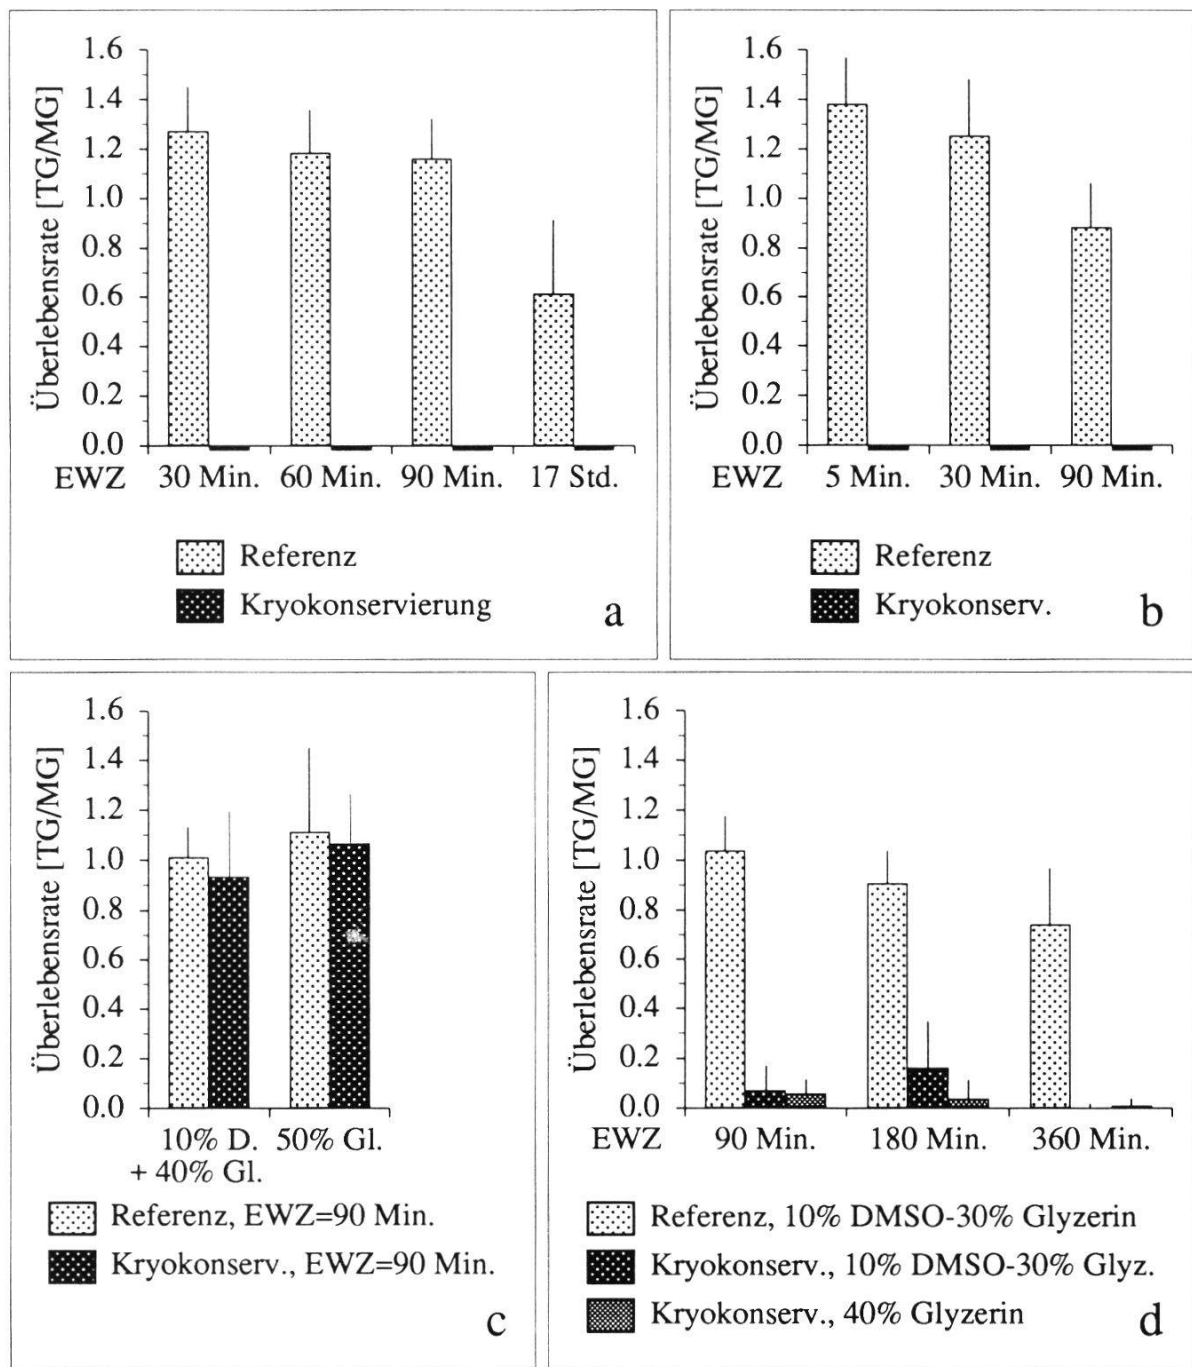 Überlebensrate [TG/MG]
1.6
1.4
1.2
1.0
0.8
0.6
0.4
0.2
0.0
EWZ 30 Min. 60 Min. 90 Min. 17 Std.
Referenz
Kryokonservierung
a
Überlebensrate [TG/MG]
1.6
1.4
1.2
1.0
0.8
0.6
0.4
0.2
0.0
EWZ 5 Min. 30 Min. 90 Min.
Referenz
Kryokonserv.
b
Überlebensrate [TG/MG]
1.6
1.4
1.2
1.0
0.8
0.6
0.4
0.2
0.0
10% D. 50% Gl.
+ 40% Gl.
Referenz, EWZ=90 Min.
Kryokonserv., EWZ=90 Min.
c
Überlebensrate [TG/MG]
1.6
1.4
1.2
1.0
0.8
0.6
0.4
0.2
0.0
EWZ 90 Min. 180 Min. 360 Min.
Referenz, 10% DMSO-30% Glyzerin
Kryokonserv., 10% DMSO-30% Glyz.
Kryokonserv., 40% Glyzerin
d